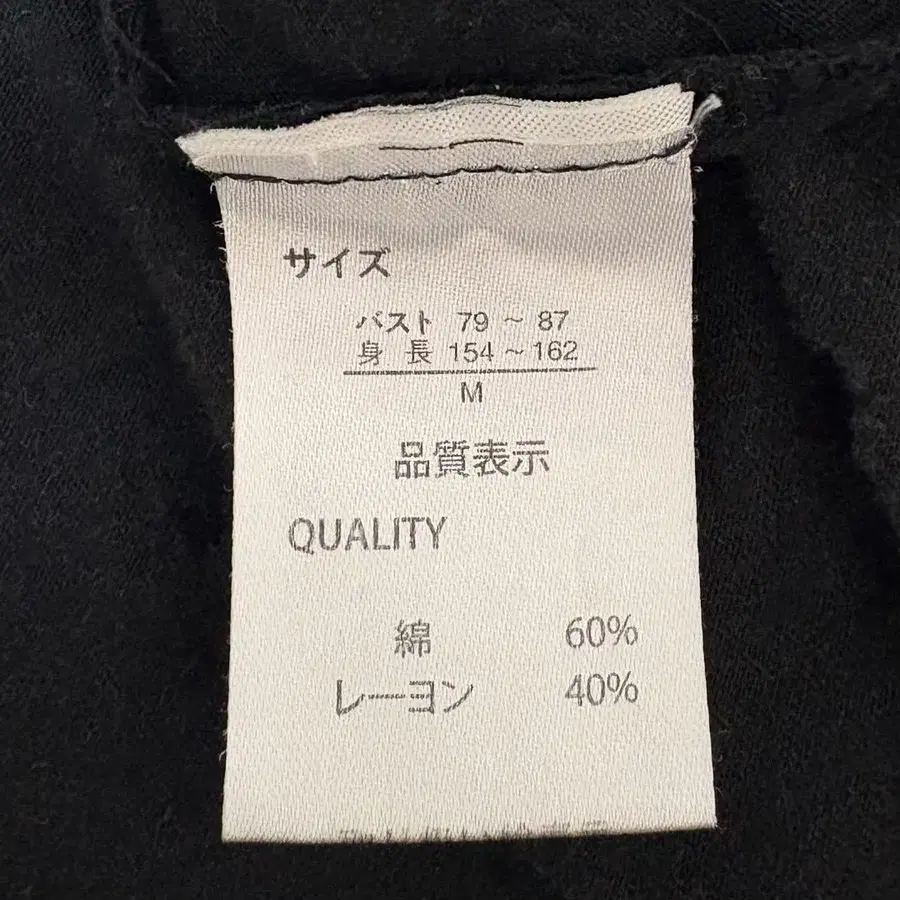 サイズ
バスト 79 ~ 87
身 長 154 ~ 162
M
品質表示
QUALITY
綿 60%
レーヨン 40%